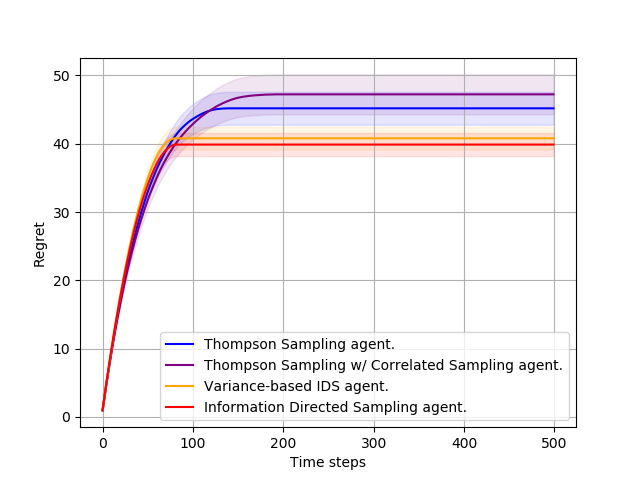 50
40
30
20
10
0
Regret
Thompson Sampling agent.
Thompson Sampling w/ Correlated Sampling agent.
Variance-based IDS agent.
Information Directed Sampling agent.
0 100 200 300 400 500
Time steps